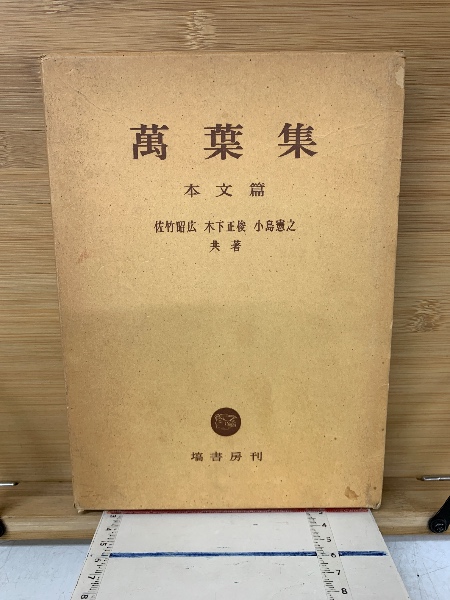 萬葉集
本文篇
佐竹昭広 木下正俊 小島憲之
共著
塙書房刊